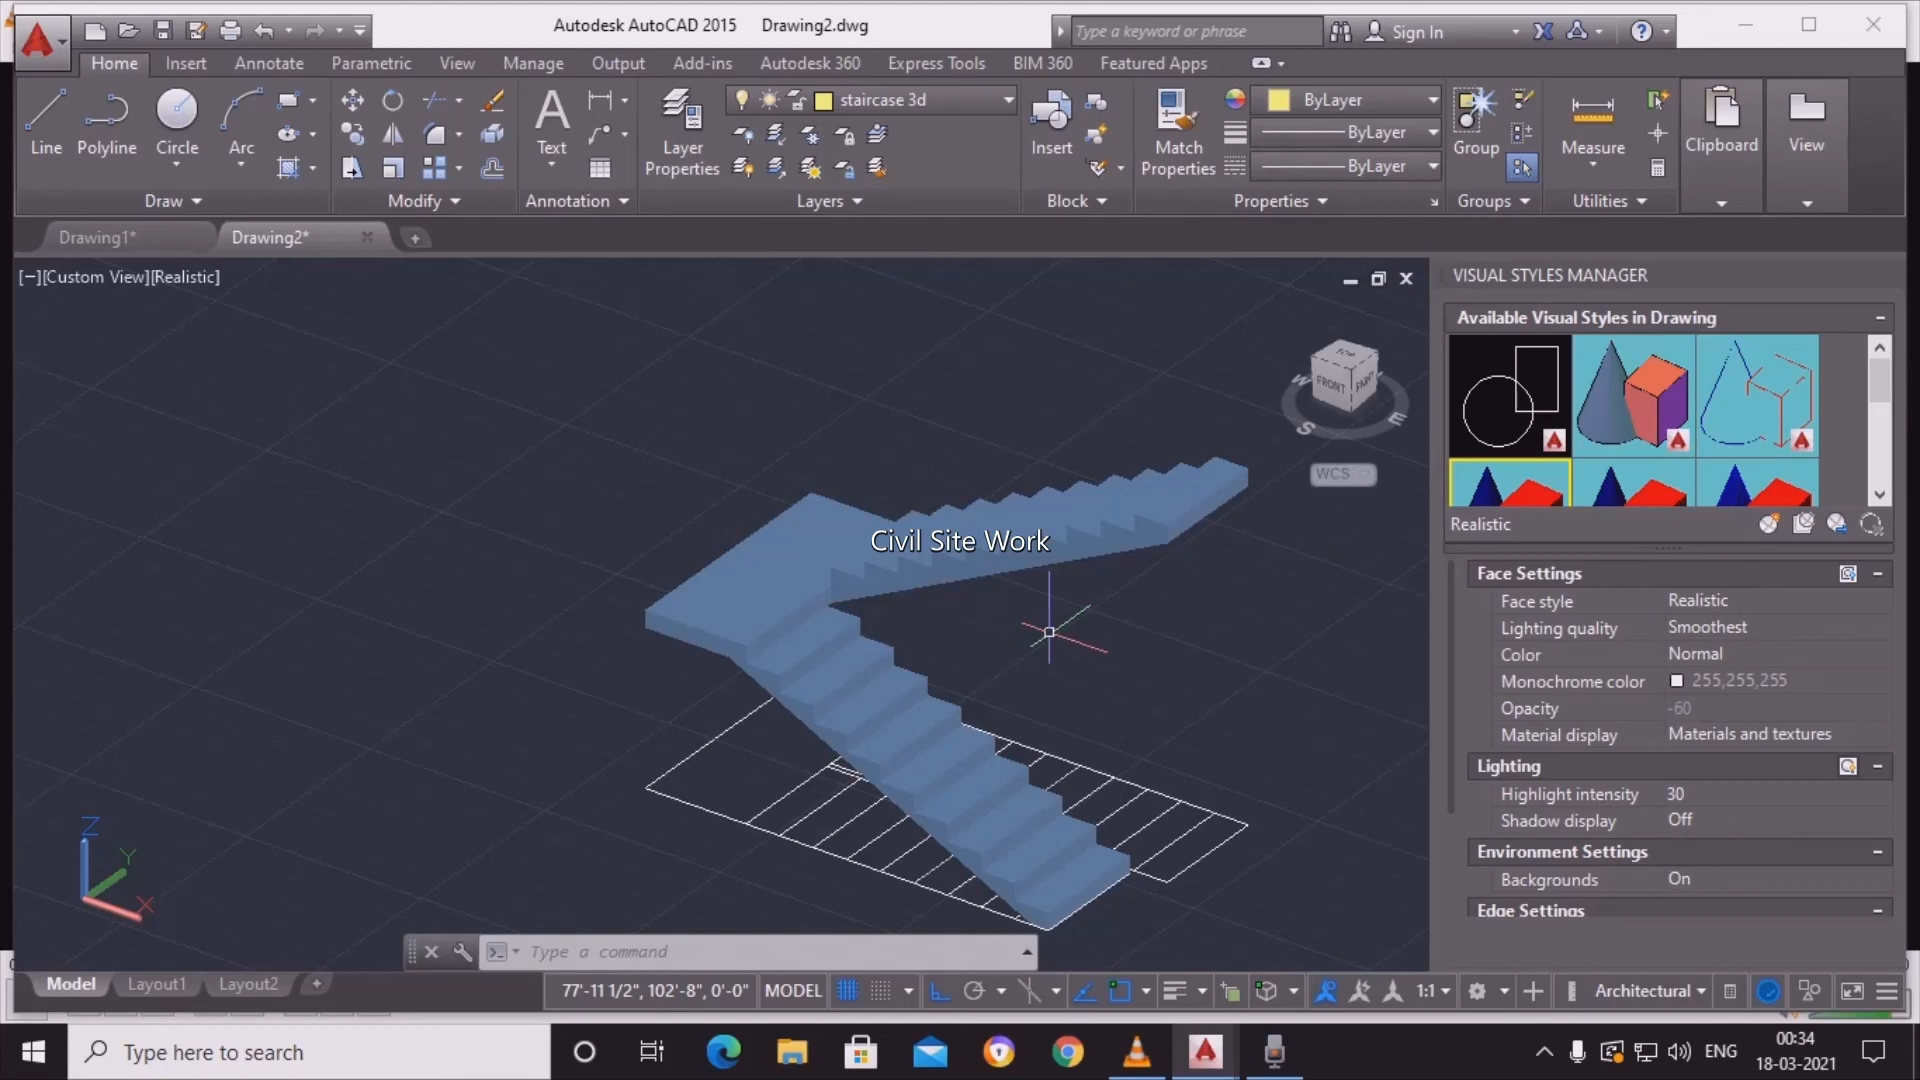 Autodesk AutoCAD 2015 Drawing2.dwg
Type a keyword or phrase
Sign In
Home Insert Annotate Parametric View Manage Output Add-ins Autodesk 360 Express Tools BIM 360 Featured Apps
staircase 3d
ByLayer
ByLayer
ByLayer
Line Polyline Circle Arc
Text
Layer
Properties
Insert
Match
Properties
Group
Measure
Clipboard
View
Draw Modify Annotation Layers Block Properties Groups Utilities
Drawing1* Drawing2*
[−][Custom View][Realistic]
TOP
FRONT RIGHT
W S E
WCS
Civil Site Work
Z
Y
X
VISUAL STYLES MANAGER
Available Visual Styles in Drawing
Realistic
Face Settings
Face style Realistic
Lighting quality Smoothest
Color Normal
Monochrome color 255,255,255
Opacity -60
Material display Materials and textures
Lighting
Highlight intensity 30
Shadow display Off
Environment Settings
Backgrounds On
Edge Settings
Type a command
Model Layout1 Layout2
77'-11 1/2", 102'-8", 0'-0" MODEL 1:1 Architectural
Type here to search
ENG
00:34
18-03-2021